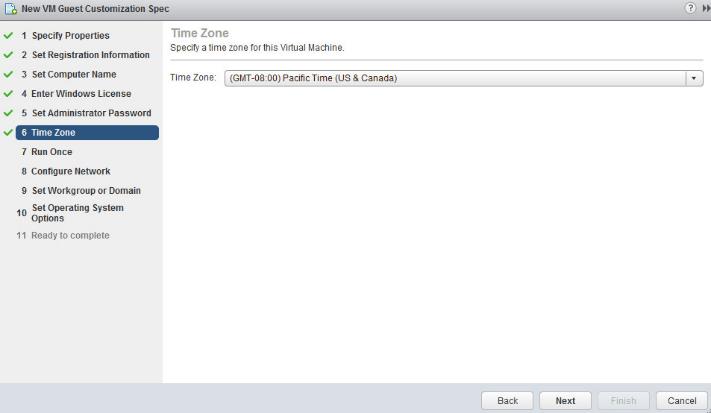 New VM Guest Customization Spec
?
1 Specify Properties
2 Set Registration Information
3 Set Computer Name
4 Enter Windows License
5 Set Administrator Password
6 Time Zone
7 Run Once
8 Configure Network
9 Set Workgroup or Domain
10 Set Operating System
Options
11 Ready to complete
Time Zone
Specify a time zone for this Virtual Machine.
Time Zone: (GMT-08:00) Pacific Time (US & Canada)
Back Next Finish Cancel